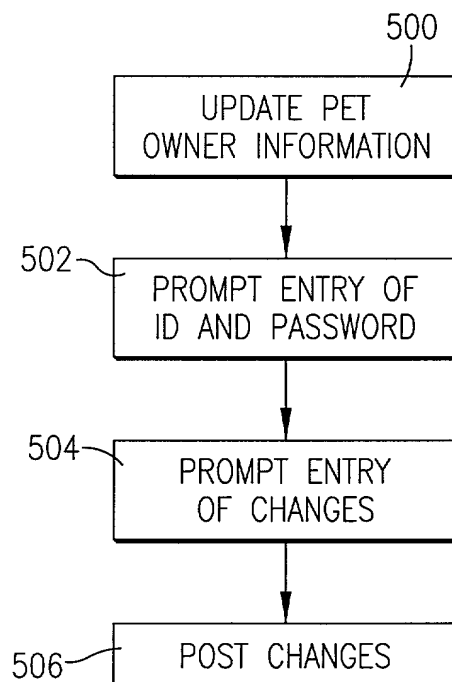 500
UPDATE PET
OWNER INFORMATION
502
PROMPT ENTRY OF
ID AND PASSWORD
504
PROMPT ENTRY
OF CHANGES
506
POST CHANGES